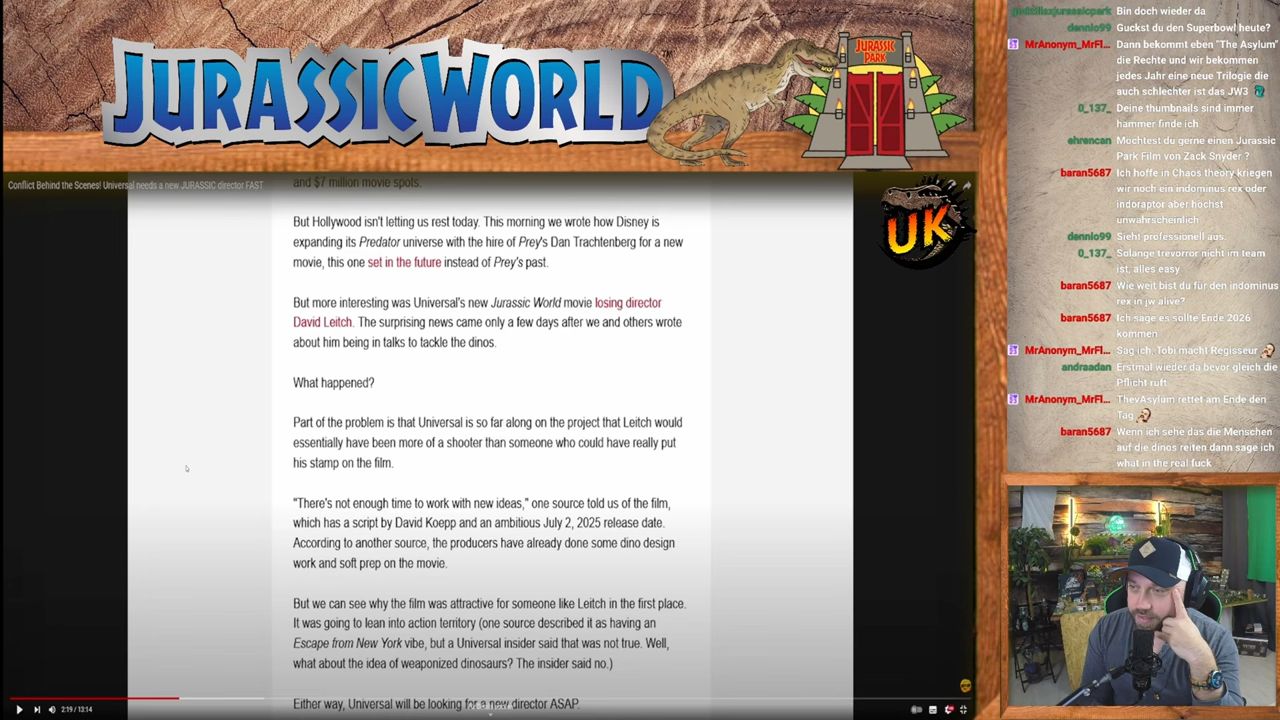 JURASSIC WORLD
JURASSIC
PARK
Conflict Behind the Scenes! Universal needs a new JURASSIC director FAST
UK
and $7 million movie spots.
But Hollywood isn't letting us rest today. This morning we wrote how Disney is
expanding its Predator universe with the hire of Prey's Dan Trachtenberg for a new
movie, this one set in the future instead of Prey's past.
But more interesting was Universal's new Jurassic World movie losing director
David Leitch. The surprising news came only a few days after we and others wrote
about him being in talks to tackle the dinos.
What happened?
Part of the problem is that Universal is so far along on the project that Leitch would
essentially have been more of a shooter than someone who could have really put
his stamp on the film.
"There's not enough time to work with new ideas," one source told us of the film,
which has a script by David Koepp and an ambitious July 2, 2025 release date.
According to another source, the producers have already done some dino design
work and soft prep on the movie.
But we can see why the film was attractive for someone like Leitch in the first place.
It was going to lean into action territory (one source described it as having an
Escape from New York vibe, but a Universal insider said that was not true. Well,
what about the idea of weaponized dinosaurs? The insider said no.)
Either way, Universal will be looking for a new director ASAP.
2:19 / 13:14
Bin doch wieder da
dennio99 Guckst du den Superbowl heute?
MrAnonym_MrFl... Dann bekommt eben "The Asylum"
die Rechte und wir bekommen
jedes Jahr eine neue Trilogie die
auch schlechter ist das JW3
0_137_ Deine thumbnails sind immer
hammer finde ich
ehrencan Möchtest du gerne einen Jurassic
Park Film von Zack Snyder ?
baran5687 Ich hoffe in Chaos theory kriegen
wir noch ein indominus rex oder
indoraptor aber höchst
unwahrscheinlich
dennio99 Sieht professionell aus.
0_137_ Solange trevorror nicht im team
ist, alles easy
baran5687 Wie weit bist du für den indominus
rex in jw alive?
baran5687 Ich sage es sollte Ende 2026
kommen
MrAnonym_MrFl... Sag ich, Tobi macht Regisseur
andraadan Erstmal wieder da bevor gleich die
Pflicht ruft
MrAnonym_MrFl... ThevAsylum rettet am Ende den
Tag
baran5687 Wenn ich sehe das die Menschen
auf die dinos reiten dann sage ich
what in the real fuck